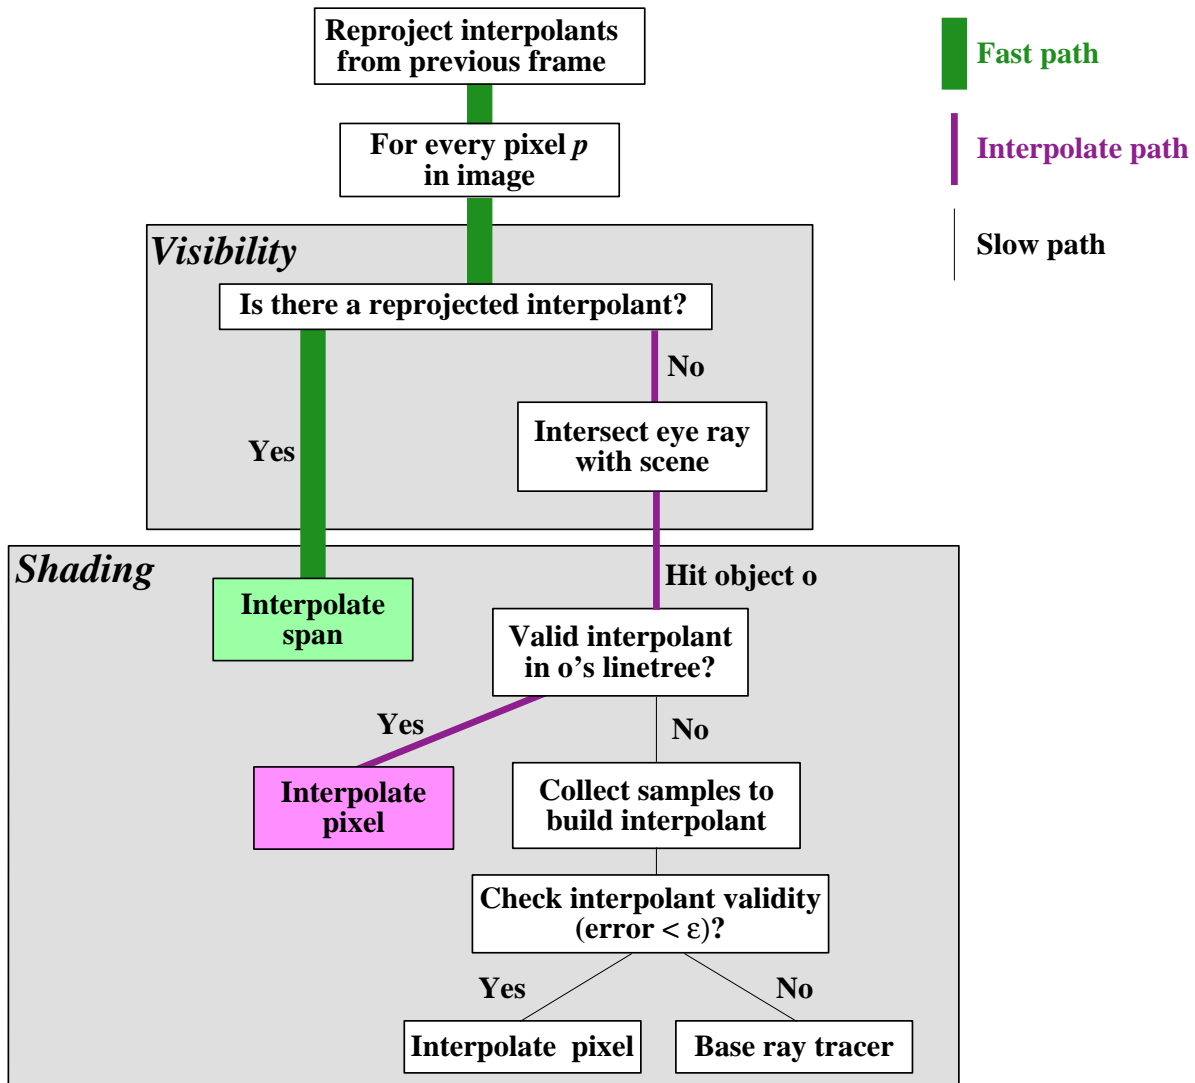 Reproject interpolants
from previous frame
Fast path
For every pixel p
in image
Interpolate path
Slow path
Visibility
Is there a reprojected interpolant?
No
Yes
Intersect eye ray
with scene
Shading
Hit object o
Interpolate
span
Valid interpolant
in o's linetree?
Yes
No
Interpolate
pixel
Collect samples to
build interpolant
Check interpolant validity
(error < ε)?
Yes
No
Interpolate pixel
Base ray tracer